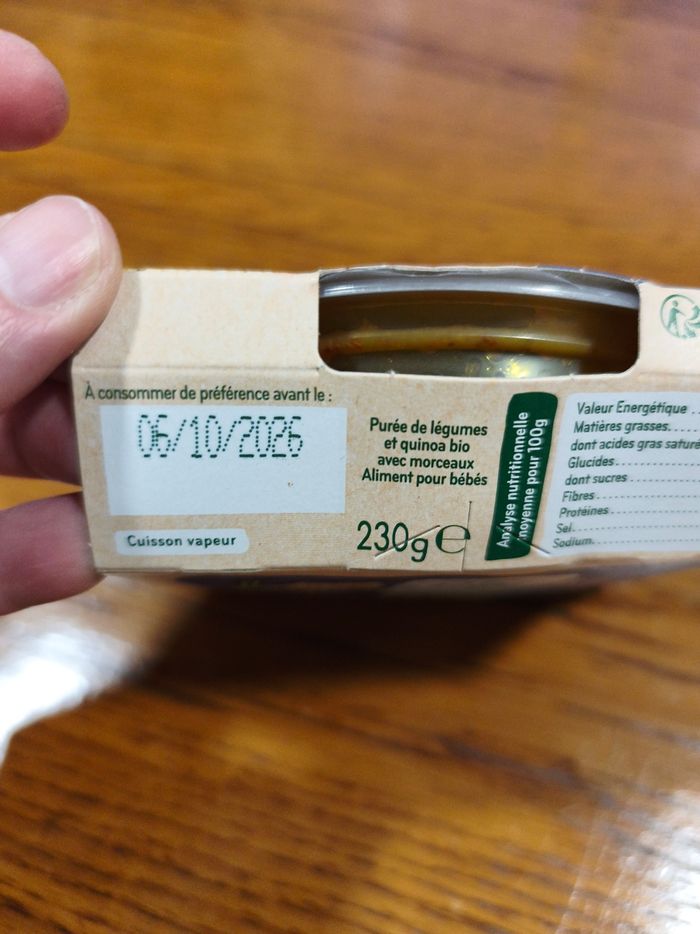 À consommer de préférence avant le :
06/10/2026
Cuisson vapeur
Purée de légumes
et quinoa bio
avec morceaux
Aliment pour bébés
230g e
Analyse nutritionnelle
moyenne pour 100g
Valeur Energétique ..
Matières grasses.....
dont acides gras saturé
Glucides....................
dont sucres ..............
Fibres......................
Protéines .................
Sel...........................
Sodium....................